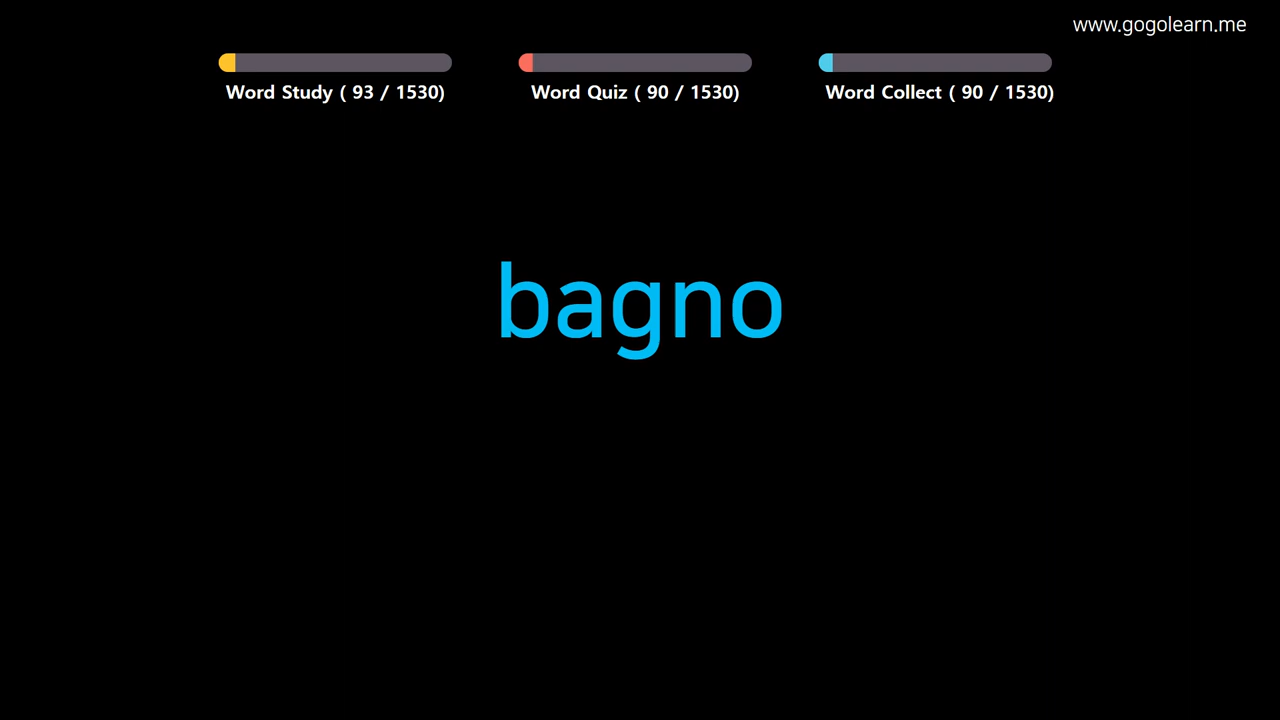 www.gogolearn.me
Word Study ( 93 / 1530)
Word Quiz ( 90 / 1530)
Word Collect ( 90 / 1530)
bagno